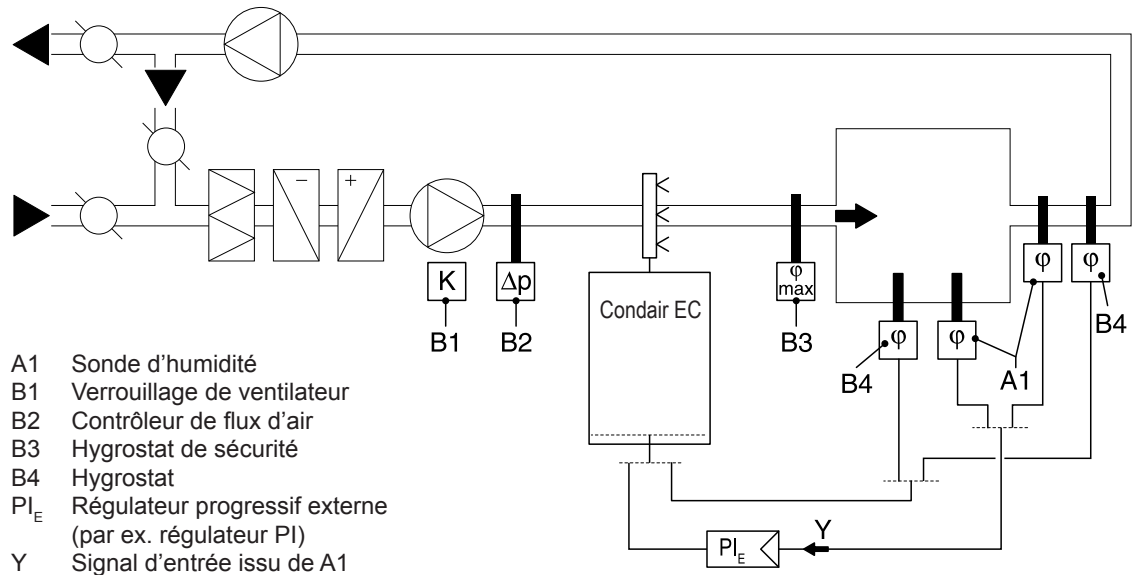 − +
K Δp Condair EC φ max φ φ
B1 B2 B3 φ φ B4
B4 A1
A1 Sonde d’humidité
B1 Verrouillage de ventilateur
B2 Contrôleur de flux d’air
B3 Hygrostat de sécurité
B4 Hygrostat
PIE Régulateur progressif externe
(par ex. régulateur PI)
Y Signal d’entrée issu de A1
PIE Y